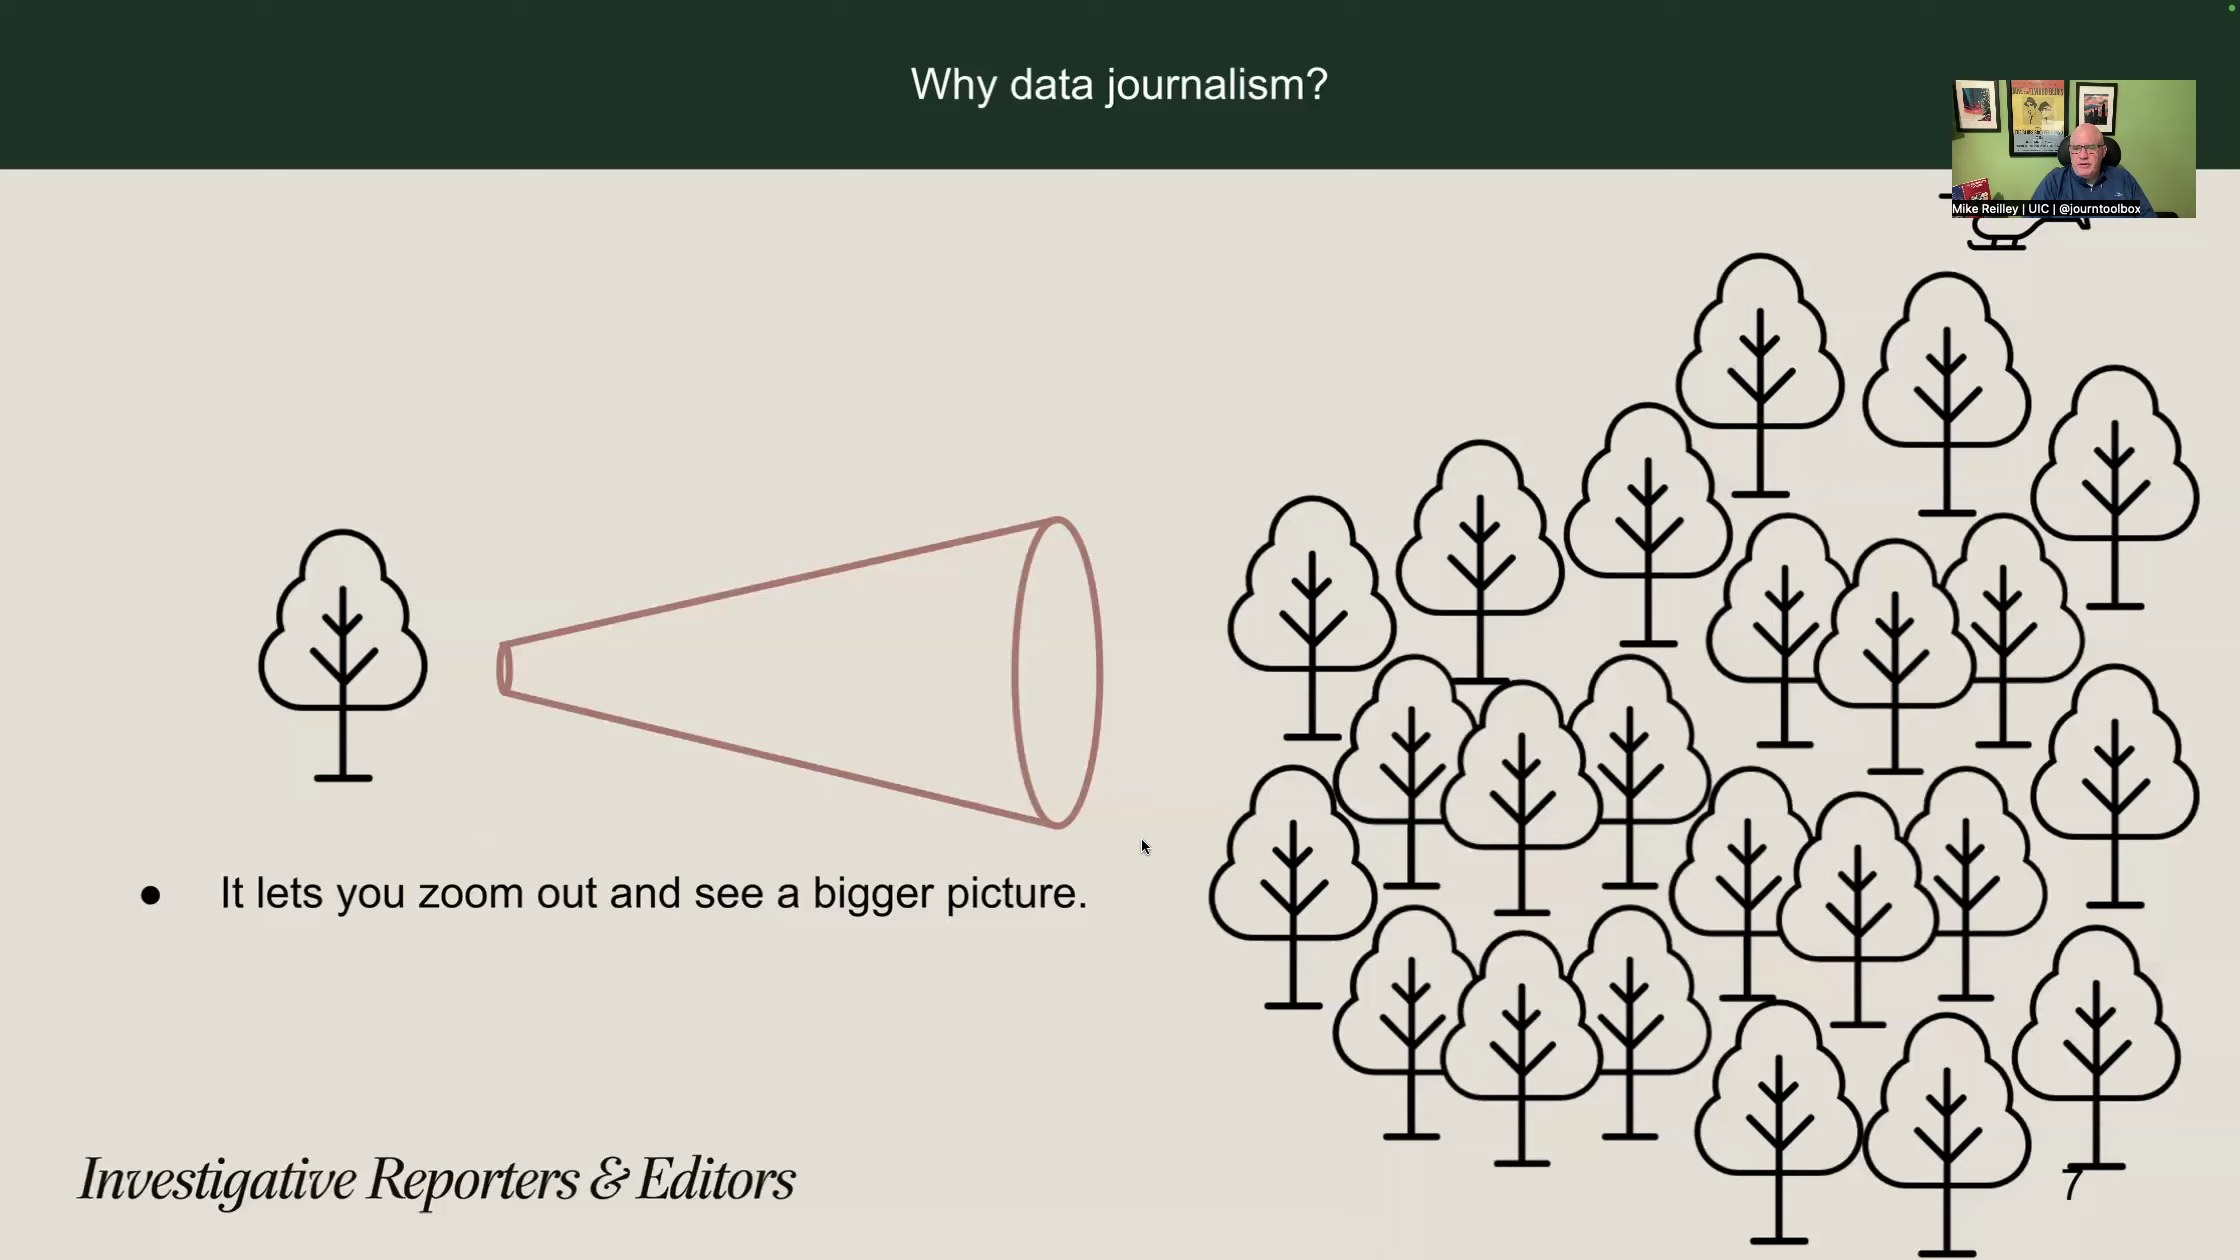 Why data journalism?
Mike Reilley | UIC | @journtoolbox
● It lets you zoom out and see a bigger picture.
Investigative Reporters & Editors
7